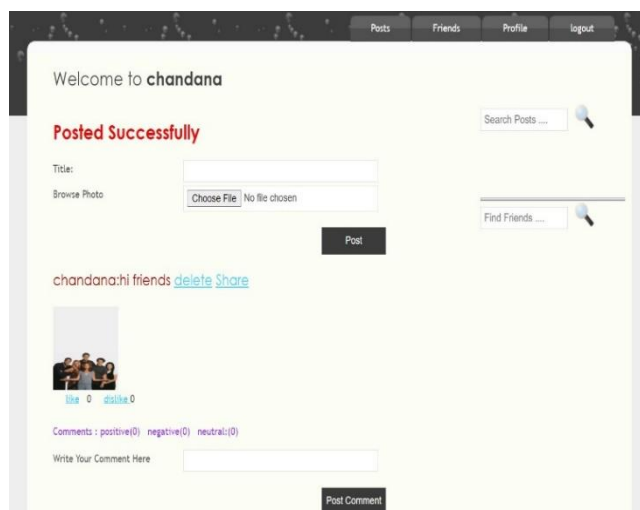 Posts Friends Profile logout
Welcome to chandana
Search Posts ....
Posted Successfully
Title:
Browse Photo Choose File No file chosen
Find Friends ....
Post
chandana:hi friends delete Share
like 0 dislike 0
Comments : positive(0) negative(0) neutral:(0)
Write Your Comment Here
Post Comment